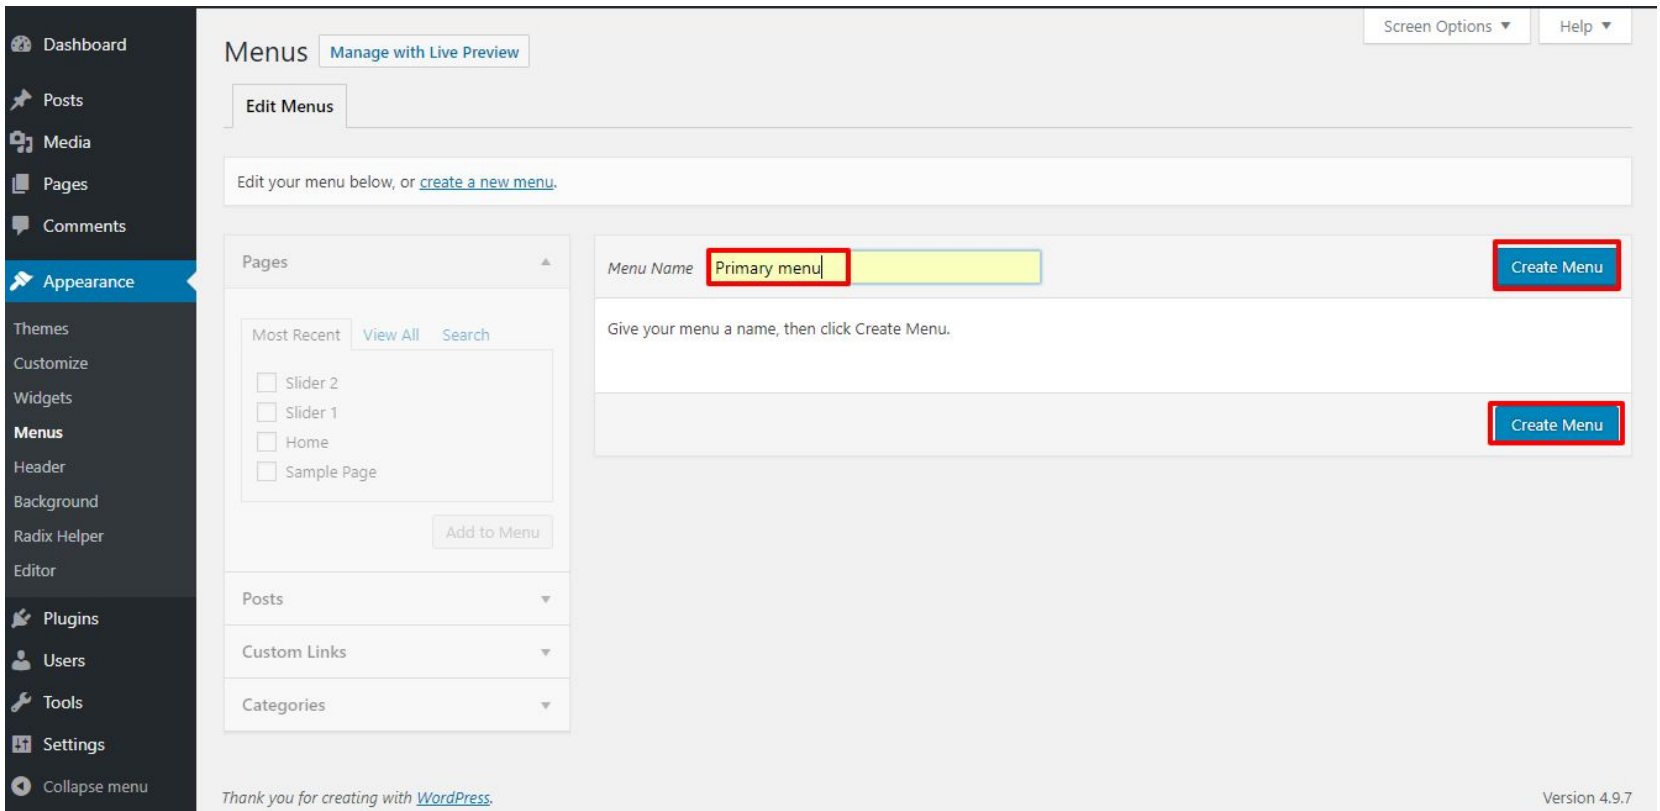 Dashboard
Posts
Media
Pages
Comments
Appearance
Themes
Customize
Widgets
Menus
Header
Background
Radix Helper
Editor
Plugins
Users
Tools
Settings
Collapse menu
Screen Options
Help
Menus
Manage with Live Preview
Edit Menus
Edit your menu below, or create a new menu.
Pages
Most Recent View All Search
Slider 2
Slider 1
Home
Sample Page
Add to Menu
Posts
Custom Links
Categories
Menu Name Primary menu
Create Menu
Give your menu a name, then click Create Menu.
Create Menu
Thank you for creating with WordPress.
Version 4.9.7